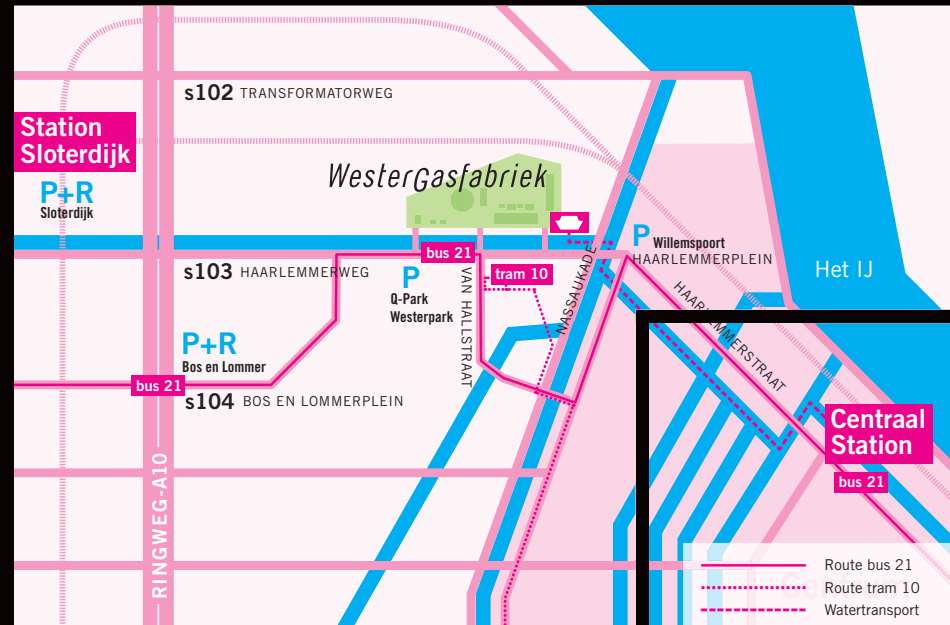 s102 TRANSFORMATORWEG
Station
Sloterdijk
P+R
Sloterdijk
Westergasfabriek
P Willemspoort
HAARLEMMERPLEIN
bus 21
s103 HAARLEMMERWEG
P
Q-Park
Westerpark
tram 10
VAN HALLSTRAAT
NASSAUKADE
Het IJ
HAARLEMMERSTRAAT
P+R
Bos en Lommer
bus 21
s104 BOS EN LOMMERPLEIN
Centraal
Station
bus 21
RINGWEG-A10
Route bus 21
Route tram 10
Watertransport
Centrum